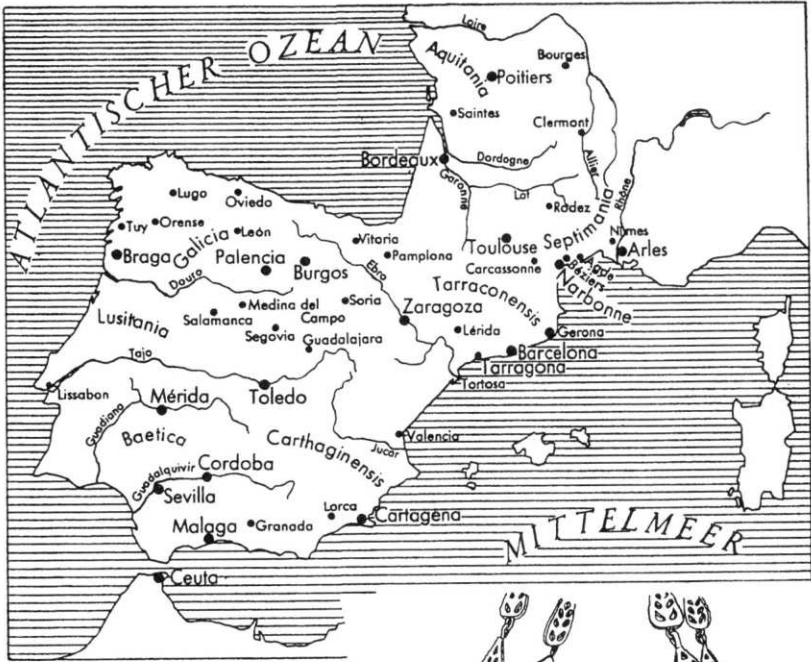 ATLANTISCHER OZEAN
Loire
Aquitania
Bourges
Poitiers
Saintes
Clermont
Allier
Bordeaux
Dordogne
Garonne
Lot
Rodez
Rhône
Septimania
Nîmes
Arles
Toulouse
Carcassonne
Agde
Béziers
Narbonne
Lugo
Oviedo
Tuy
Orense
León
Galicia
Braga
Palencia
Burgos
Vitoria
Pamplona
Ebro
Douro
Tarraconensis
Zaragoza
Soria
Medina del
Campo
Salamanca
Segovia
Guadalajara
Lusitania
Lérida
Gerona
Barcelona
Tarragona
Tortosa
Tajo
Lissabon
Mérida
Toledo
Guadiana
Baetica
Carthaginensis
Valencia
Jucar
Guadalquivir
Cordoba
Sevilla
Lorca
Cartagena
Malaga
Granada
Ceuta
MITTELMEER